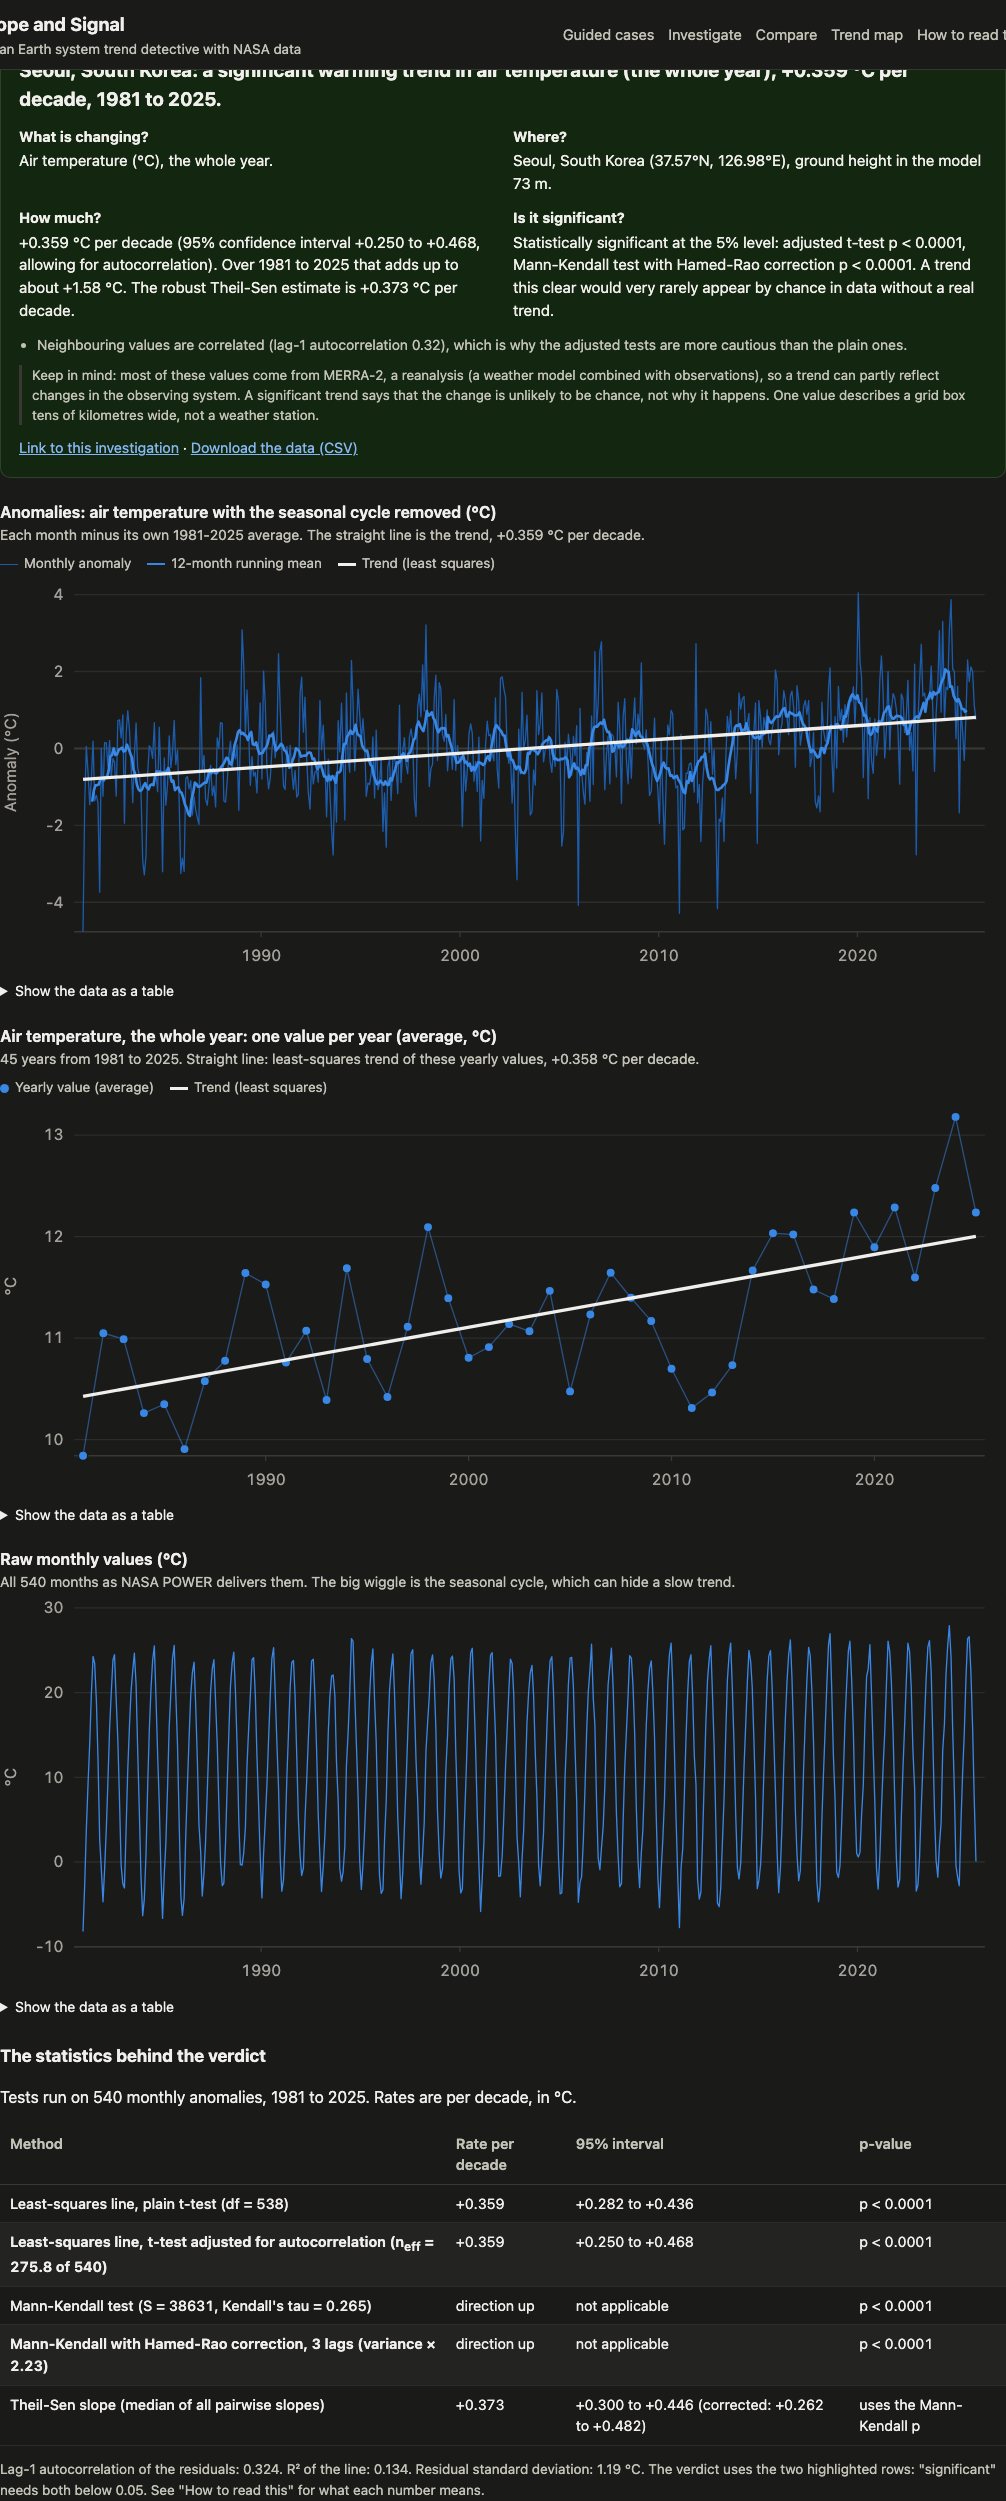 ope and Signal
an Earth system trend detective with NASA data
Guided cases Investigate Compare Trend map How to read t
Seoul, South Korea: a significant warming trend in air temperature (the whole year), +0.359 °C per
decade, 1981 to 2025.
What is changing?
Air temperature (°C), the whole year.
Where?
Seoul, South Korea (37.57°N, 126.98°E), ground height in the model
73 m.
How much?
+0.359 °C per decade (95% confidence interval +0.250 to +0.468,
allowing for autocorrelation). Over 1981 to 2025 that adds up to
about +1.58 °C. The robust Theil-Sen estimate is +0.373 °C per
decade.
Is it significant?
Statistically significant at the 5% level: adjusted t-test p < 0.0001,
Mann-Kendall test with Hamed-Rao correction p < 0.0001. A trend
this clear would very rarely appear by chance in data without a real
trend.
• Neighbouring values are correlated (lag-1 autocorrelation 0.32), which is why the adjusted tests are more cautious than the plain ones.
Keep in mind: most of these values come from MERRA-2, a reanalysis (a weather model combined with observations), so a trend can partly reflect
changes in the observing system. A significant trend says that the change is unlikely to be chance, not why it happens. One value describes a grid box
tens of kilometres wide, not a weather station.
Link to this investigation · Download the data (CSV)
Anomalies: air temperature with the seasonal cycle removed (°C)
Each month minus its own 1981-2025 average. The straight line is the trend, +0.359 °C per decade.
Monthly anomaly 12-month running mean Trend (least squares)
4
2
0
-2
-4
Anomaly (°C)
1990 2000 2010 2020
▶ Show the data as a table
Air temperature, the whole year: one value per year (average, °C)
45 years from 1981 to 2025. Straight line: least-squares trend of these yearly values, +0.358 °C per decade.
Yearly value (average) Trend (least squares)
13
12
11
10
°C
1990 2000 2010 2020
▶ Show the data as a table
Raw monthly values (°C)
All 540 months as NASA POWER delivers them. The big wiggle is the seasonal cycle, which can hide a slow trend.
30
20
10
0
-10
°C
1990 2000 2010 2020
▶ Show the data as a table
The statistics behind the verdict
Tests run on 540 monthly anomalies, 1981 to 2025. Rates are per decade, in °C.
Method Rate per decade 95% interval p-value
Least-squares line, plain t-test (df = 538) +0.359 +0.282 to +0.436 p < 0.0001
Least-squares line, t-test adjusted for autocorrelation (neff = 275.8 of 540) +0.359 +0.250 to +0.468 p < 0.0001
Mann-Kendall test (S = 38631, Kendall's tau = 0.265) direction up not applicable p < 0.0001
Mann-Kendall with Hamed-Rao correction, 3 lags (variance × 2.23) direction up not applicable p < 0.0001
Theil-Sen slope (median of all pairwise slopes) +0.373 +0.300 to +0.446 (corrected: +0.262 to +0.482) uses the Mann-Kendall p
Lag-1 autocorrelation of the residuals: 0.324. R² of the line: 0.134. Residual standard deviation: 1.19 °C. The verdict uses the two highlighted rows: "significant"
needs both below 0.05. See "How to read this" for what each number means.